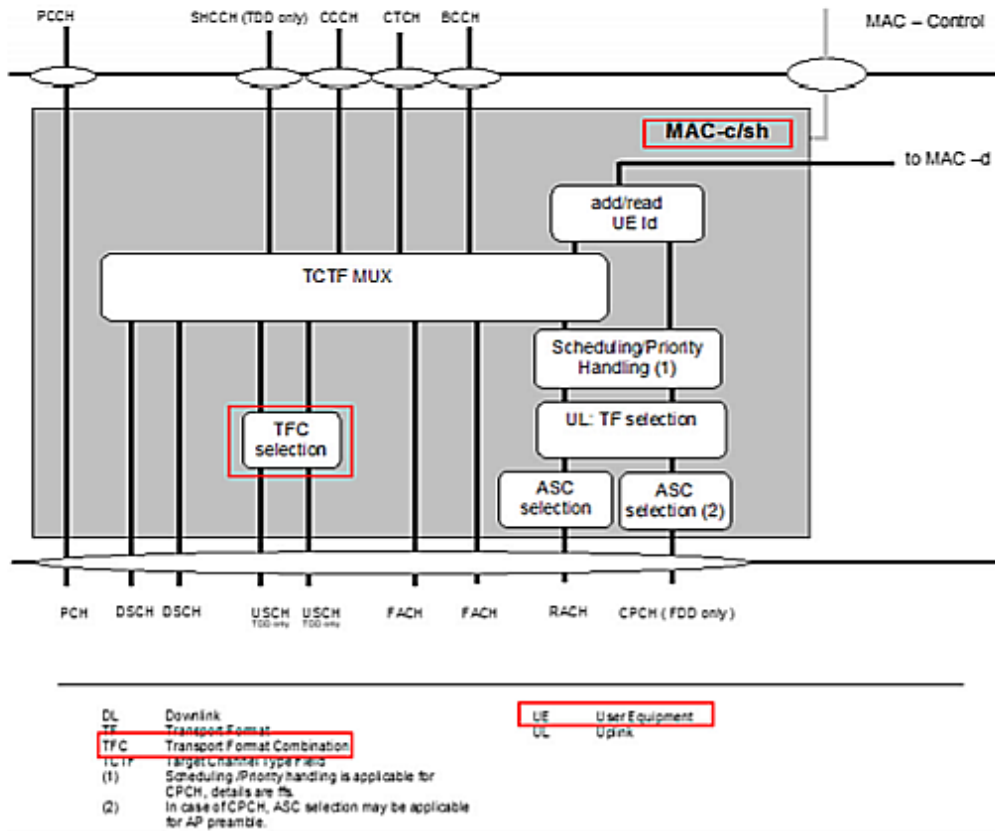 PCCH SHCCH (TDD only) CCCH CTCH BCCH MAC – Control
MAC-c/sh
to MAC –d
add/read
UE Id
TCTF MUX
Scheduling/Priority
Handling (1)
UL: TF selection
TFC
selection
ASC
selection
ASC
selection (2)
PCH DSCH DSCH USCH USCH FACH FACH RACH CPCH ( FDD only )
TDD only TDD only
DL Downlink
TF Transport Format
TFC Transport Format Combination
TCTF Target Channel Type Field
(1) Scheduling /Priority handling is applicable for
CPCH, details are ffs.
(2) In case of CPCH, ASC selection may be applicable
for AP preamble.
UE User Equipment
UL Uplink